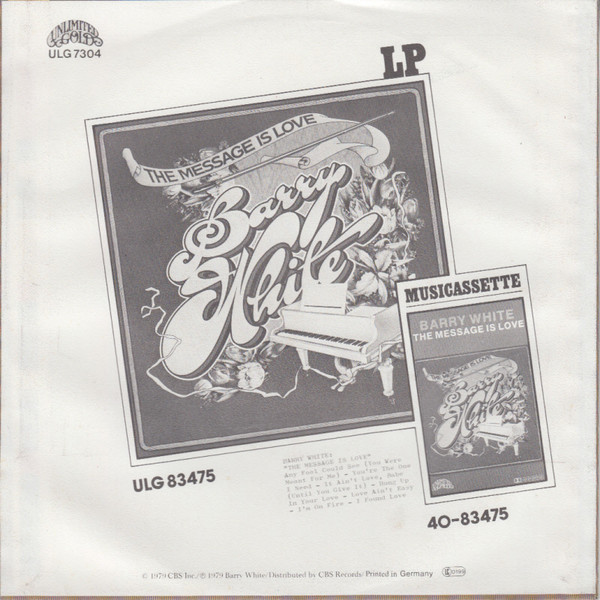 UNLIMITED
GOLD
ULG 7304
LP
THE MESSAGE IS LOVE
Barry
White
MUSICASSETTE
BARRY WHITE
THE MESSAGE IS LOVE
Barry
White
ULG 83475
BARRY WHITE:
"THE MESSAGE IS LOVE"
Any Fool Could See (You Were
Meant For Me) - You're The One
I Need - It Ain't Love, Babe
(Until You Give It) - Hung Up
In Your Love - Love Ain't Easy
- I'm On Fire - I Found Love
40-83475
© 1979 CBS Inc./℗ 1979 Barry White/Distributed by CBS Records/Printed in Germany